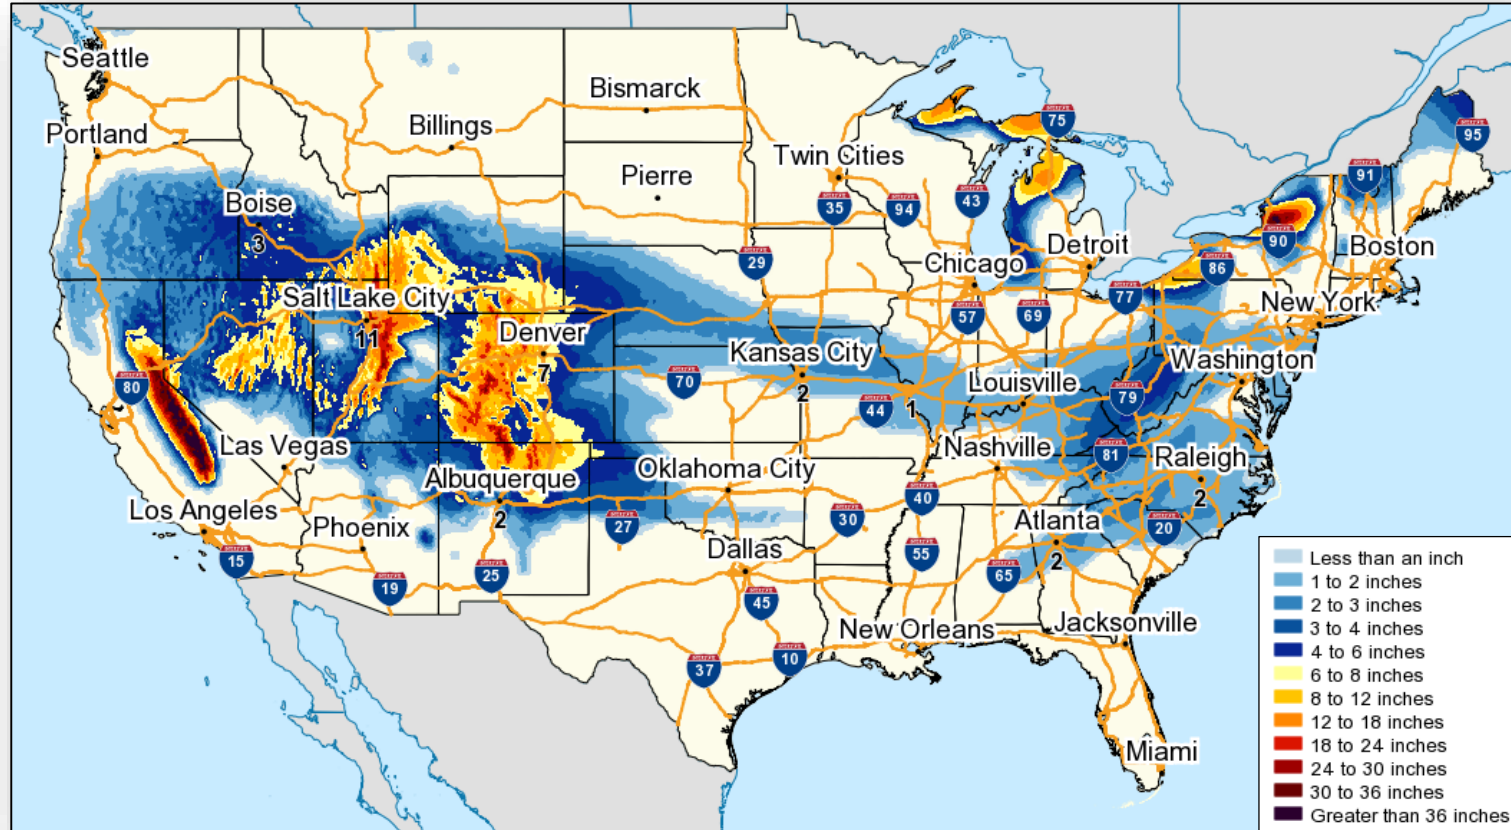 Seattle
Portland
Bismarck
Billings
75
95
Twin Cities
Pierre
91
Boise
35
94
43
3
Detroit
90
Boston
29
Chicago
86
Salt Lake City
77
New York
57
69
11
Denver
Kansas City
Washington
80
7
70
Louisville
2
79
44
1
Las Vegas
Nashville
81
Raleigh
Albuquerque
Oklahoma City
40
2
Los Angeles
2
27
30
Atlanta
20
Phoenix
Dallas
55
2
15
19
25
65
45
New Orleans
Jacksonville
37
10
Miami
Less than an inch
1 to 2 inches
2 to 3 inches
3 to 4 inches
4 to 6 inches
6 to 8 inches
8 to 12 inches
12 to 18 inches
18 to 24 inches
24 to 30 inches
30 to 36 inches
Greater than 36 inches